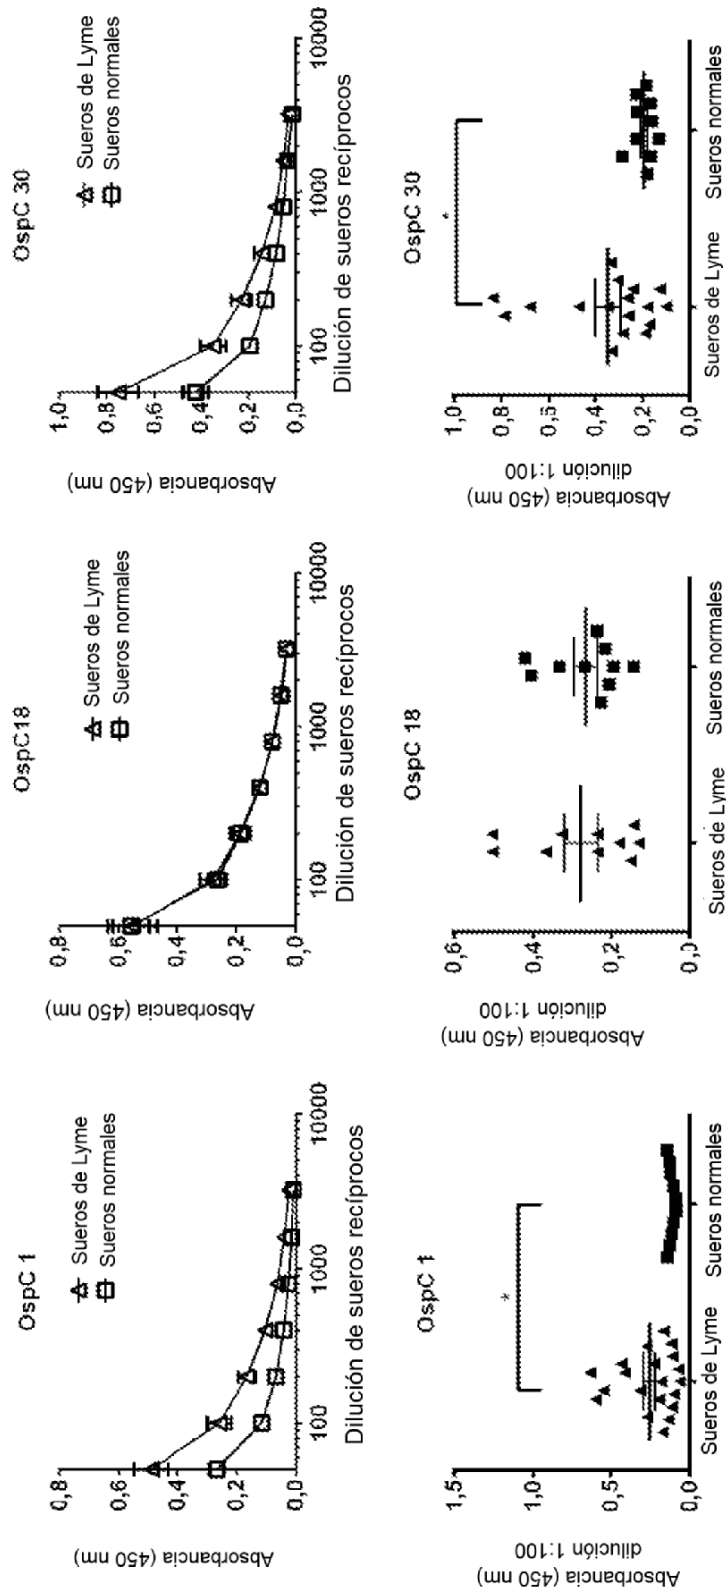 OspC 1
Absorbancia (450 nm)
0,8
0,6
0,4
0,2
0,0
100
1000
10000
Dilución de sueros recíprocos
Sueros de Lyme
Sueros normales
OspC18
Absorbancia (450 nm)
0,8
0,6
0,4
0,2
0,0
100
1000
10000
Dilución de sueros recíprocos
Sueros de Lyme
Sueros normales
OspC 30
Absorbancia (450 nm)
1,0
0,8
0,6
0,4
0,2
0,0
100
1000
10000
Dilución de sueros recíprocos
Sueros de Lyme
Sueros normales
OspC 1
Absorbancia (450 nm)
dilución 1:100
1,5
1,0
0,5
0,0
*
Sueros de Lyme
Sueros normales
OspC 18
Absorbancia (450 nm)
dilución 1:100
0,6
0,4
0,2
0,0
Sueros de Lyme
Sueros normales
OspC 30
Absorbancia (450 nm)
dilución 1:100
1,0
0,8
0,6
0,4
0,2
0,0
*
Sueros de Lyme
Sueros normales